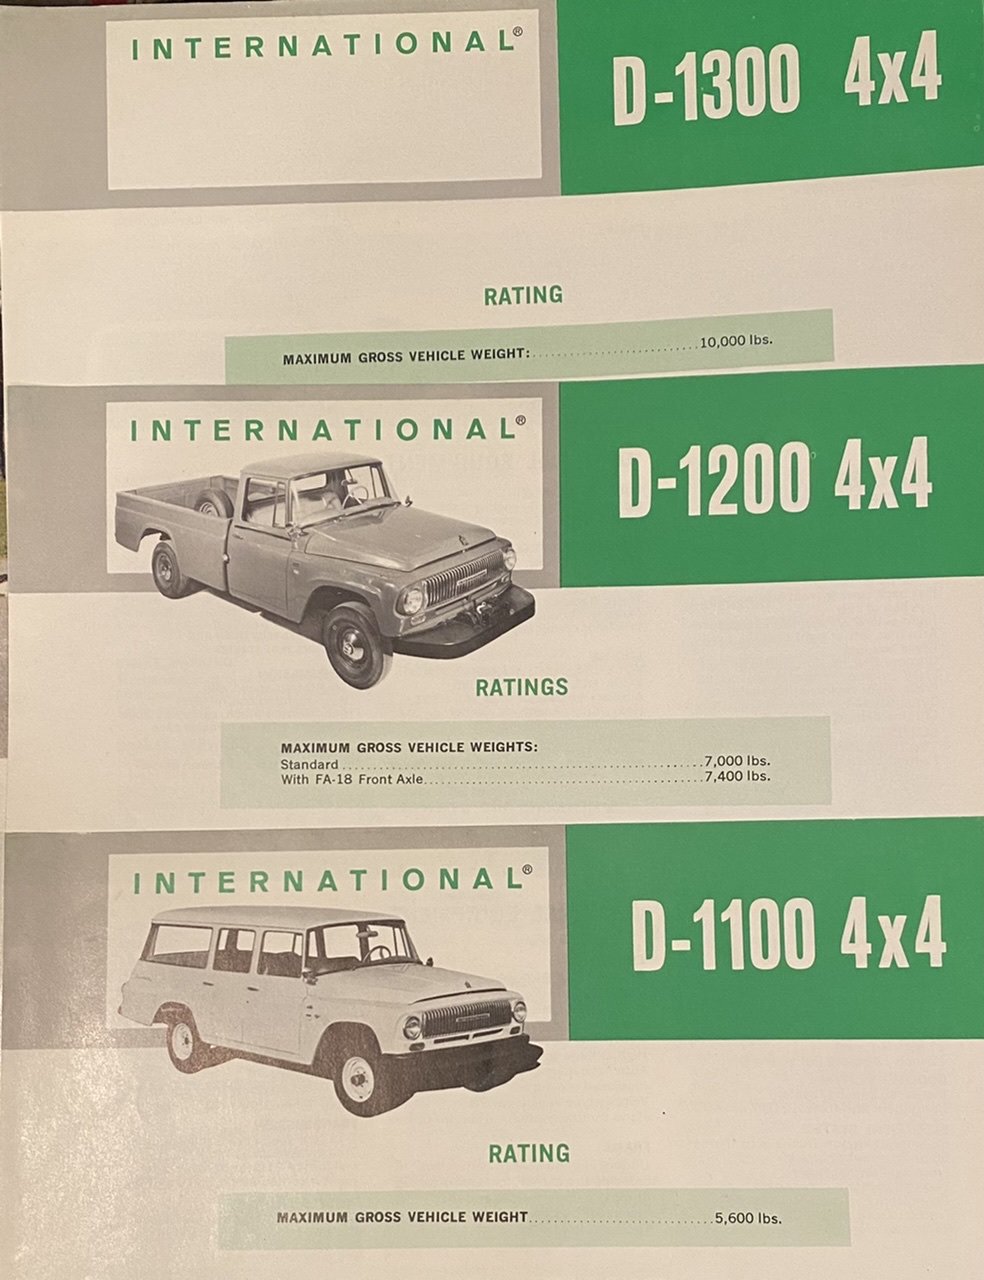 INTERNATIONAL®
D-1300 4x4
RATING
MAXIMUM GROSS VEHICLE WEIGHT:..............................10,000 lbs.
INTERNATIONAL®
D-1200 4x4
RATINGS
MAXIMUM GROSS VEHICLE WEIGHTS:
Standard..............................................................7,000 lbs.
With FA-18 Front Axle................................................7,400 lbs.
INTERNATIONAL®
D-1100 4x4
RATING
MAXIMUM GROSS VEHICLE WEIGHT..............................5,600 lbs.